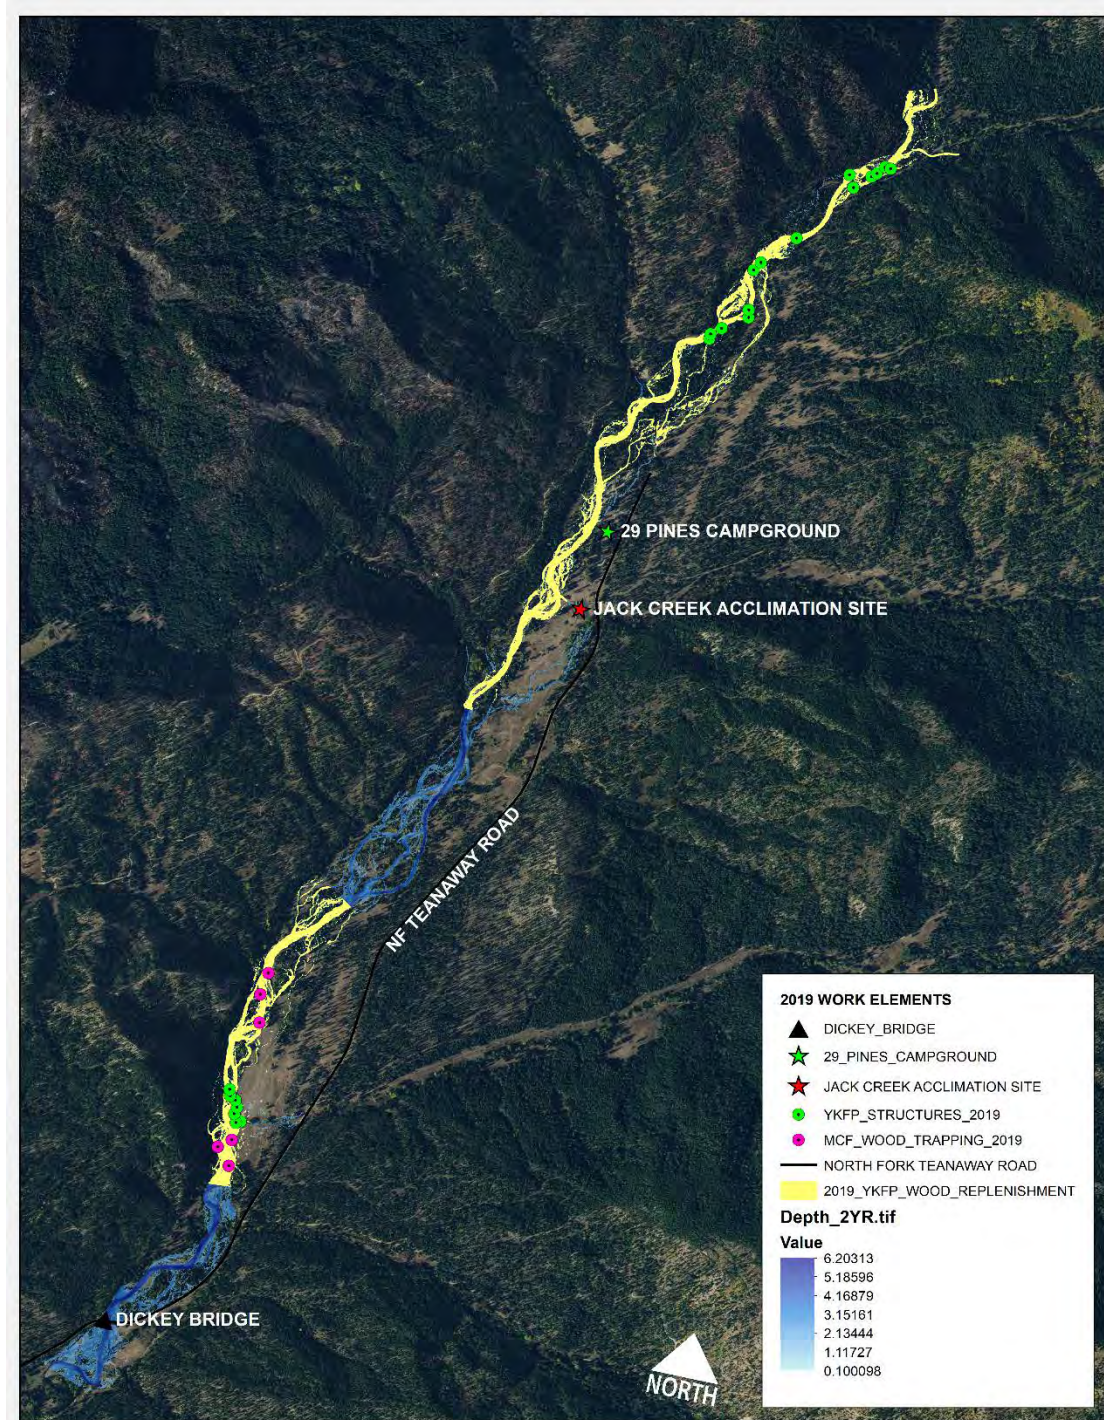 29 PINES CAMPGROUND
JACK CREEK ACCLIMATION SITE
NF TEANAWAY ROAD
DICKEY BRIDGE
NORTH
2019 WORK ELEMENTS
DICKEY_BRIDGE
29_PINES_CAMPGROUND
JACK CREEK ACCLIMATION SITE
YKFP_STRUCTURES_2019
MCF_WOOD_TRAPPING_2019
NORTH FORK TEANAWAY ROAD
2019_YKFP_WOOD_REPLENISHMENT
Depth_2YR.tif
Value
6.20313
5.18596
4.16879
3.15161
2.13444
1.11727
0.100098